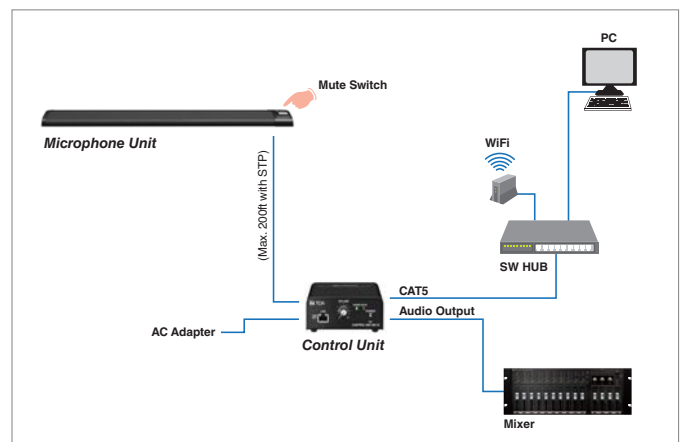 PC
Mute Switch
Microphone Unit
WiFi
(Max. 200ft with STP)
SW HUB
CAT5
Audio Output
AC Adapter
Control Unit
Mixer